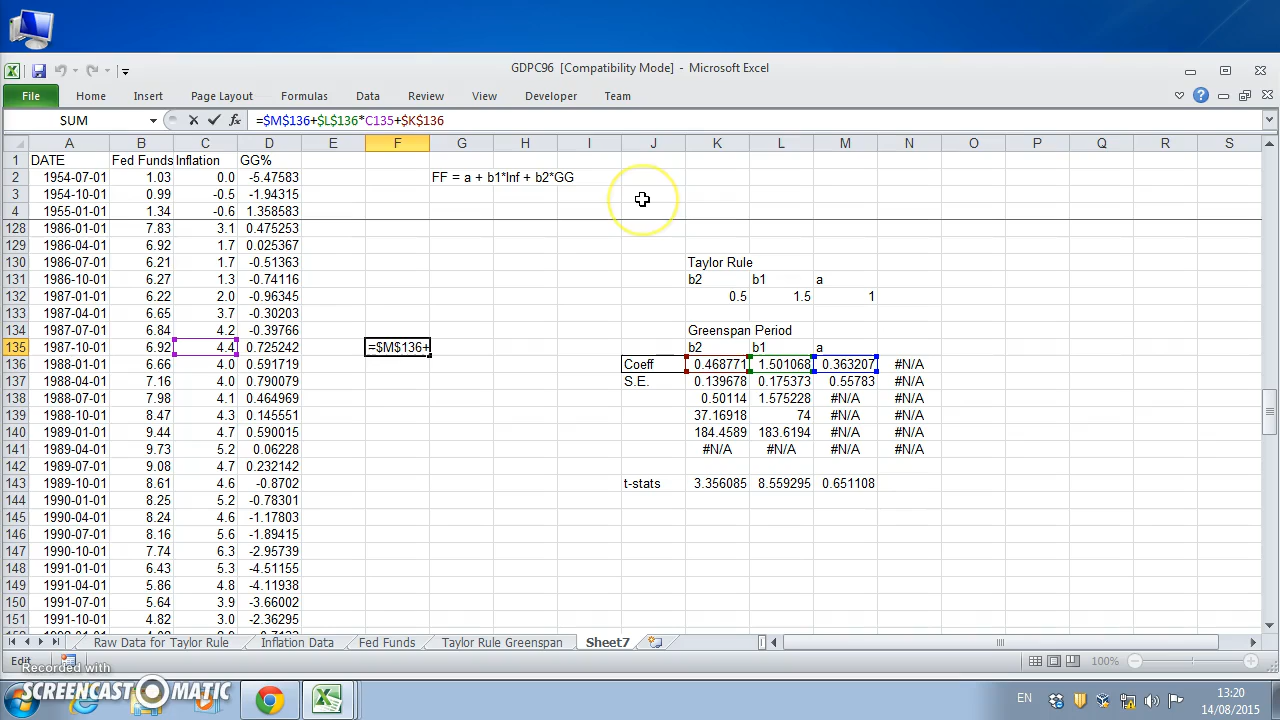 GDPC96 [Compatibility Mode] - Microsoft Excel
File Home Insert Page Layout Formulas Data Review View Developer Team
SUM =$M$136+$L$136*C135+$K$136
A B C D E F G H I J K L M N O P Q R S
1 DATE Fed Funds Inflation GG%
2 1954-07-01 1.03 0.0 -5.47583 FF = a + b1*Inf + b2*GG
3 1954-10-01 0.99 -0.5 -1.94315
4 1955-01-01 1.34 -0.6 1.358583
128 1986-01-01 7.83 3.1 0.475253
129 1986-04-01 6.92 1.7 0.025367
130 1986-07-01 6.21 1.7 -0.51363 Taylor Rule
131 1986-10-01 6.27 1.3 -0.74116 b2 b1 a
132 1987-01-01 6.22 2.0 -0.96345 0.5 1.5 1
133 1987-04-01 6.65 3.7 -0.30203
134 1987-07-01 6.84 4.2 -0.39766 Greenspan Period
135 1987-10-01 6.92 4.4 0.725242 =$M$136+ b2 b1 a
136 1988-01-01 6.66 4.0 0.591719 Coeff 0.468771 1.501068 0.363207 #N/A
137 1988-04-01 7.16 4.0 0.790079 S.E. 0.139678 0.175373 0.55783 #N/A
138 1988-07-01 7.98 4.1 0.464969 0.50114 1.575228 #N/A #N/A
139 1988-10-01 8.47 4.3 0.145551 37.16918 74 #N/A #N/A
140 1989-01-01 9.44 4.7 0.590015 184.4589 183.6194 #N/A #N/A
141 1989-04-01 9.73 5.2 0.06228 #N/A #N/A #N/A #N/A
142 1989-07-01 9.08 4.7 0.232142
143 1989-10-01 8.61 4.6 -0.8702 t-stats 3.356085 8.559295 0.651108
144 1990-01-01 8.25 5.2 -0.78301
145 1990-04-01 8.24 4.6 -1.17803
146 1990-07-01 8.16 5.6 -1.89415
147 1990-10-01 7.74 6.3 -2.95739
148 1991-01-01 6.43 5.3 -4.51155
149 1991-04-01 5.86 4.8 -4.11938
150 1991-07-01 5.64 3.9 -3.66002
151 1991-10-01 4.82 3.0 -2.36295
Raw Data for Taylor Rule Inflation Data Fed Funds Taylor Rule Greenspan Sheet7
Edit 100%
Recorded with
SCREENCAST MATIC
EN 13:20
14/08/2015